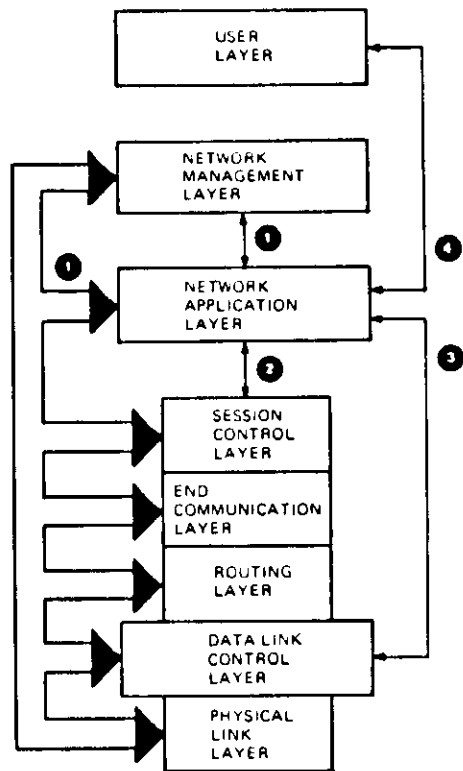 USER
LAYER
NETWORK
MANAGEMENT
LAYER
1
1
4
NETWORK
APPLICATION
LAYER
2
3
SESSION
CONTROL
LAYER
END
COMMUNICATION
LAYER
ROUTING
LAYER
DATA LINK
CONTROL
LAYER
PHYSICAL
LINK
LAYER